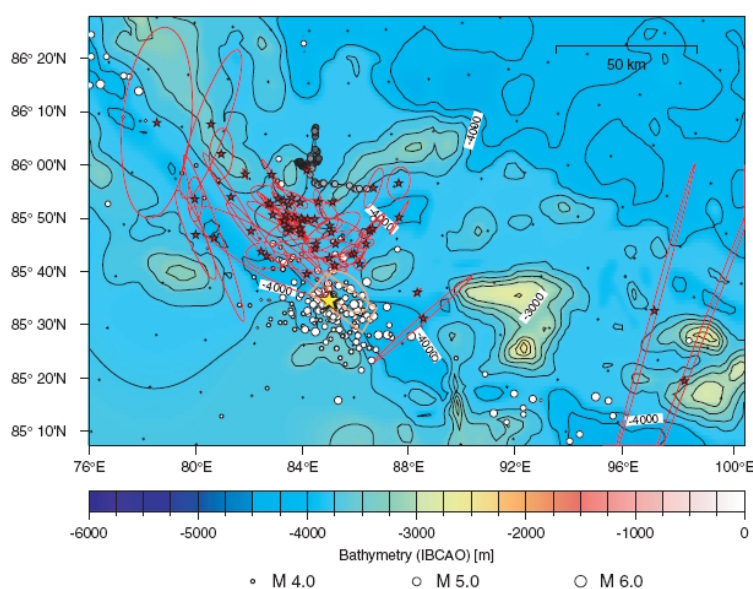 86° 20'N
50 km
86° 10'N
-4000
86° 00'N
85° 50'N
-4000
85° 40'N
-4000
-3000
85° 30'N
-4000
85° 20'N
-4000
85° 10'N
76°E 80°E 84°E 88°E 92°E 96°E 100°E
-6000 -5000 -4000 -3000 -2000 -1000 0
Bathymetry (IBCAO) [m]
M 4.0 M 5.0 M 6.0